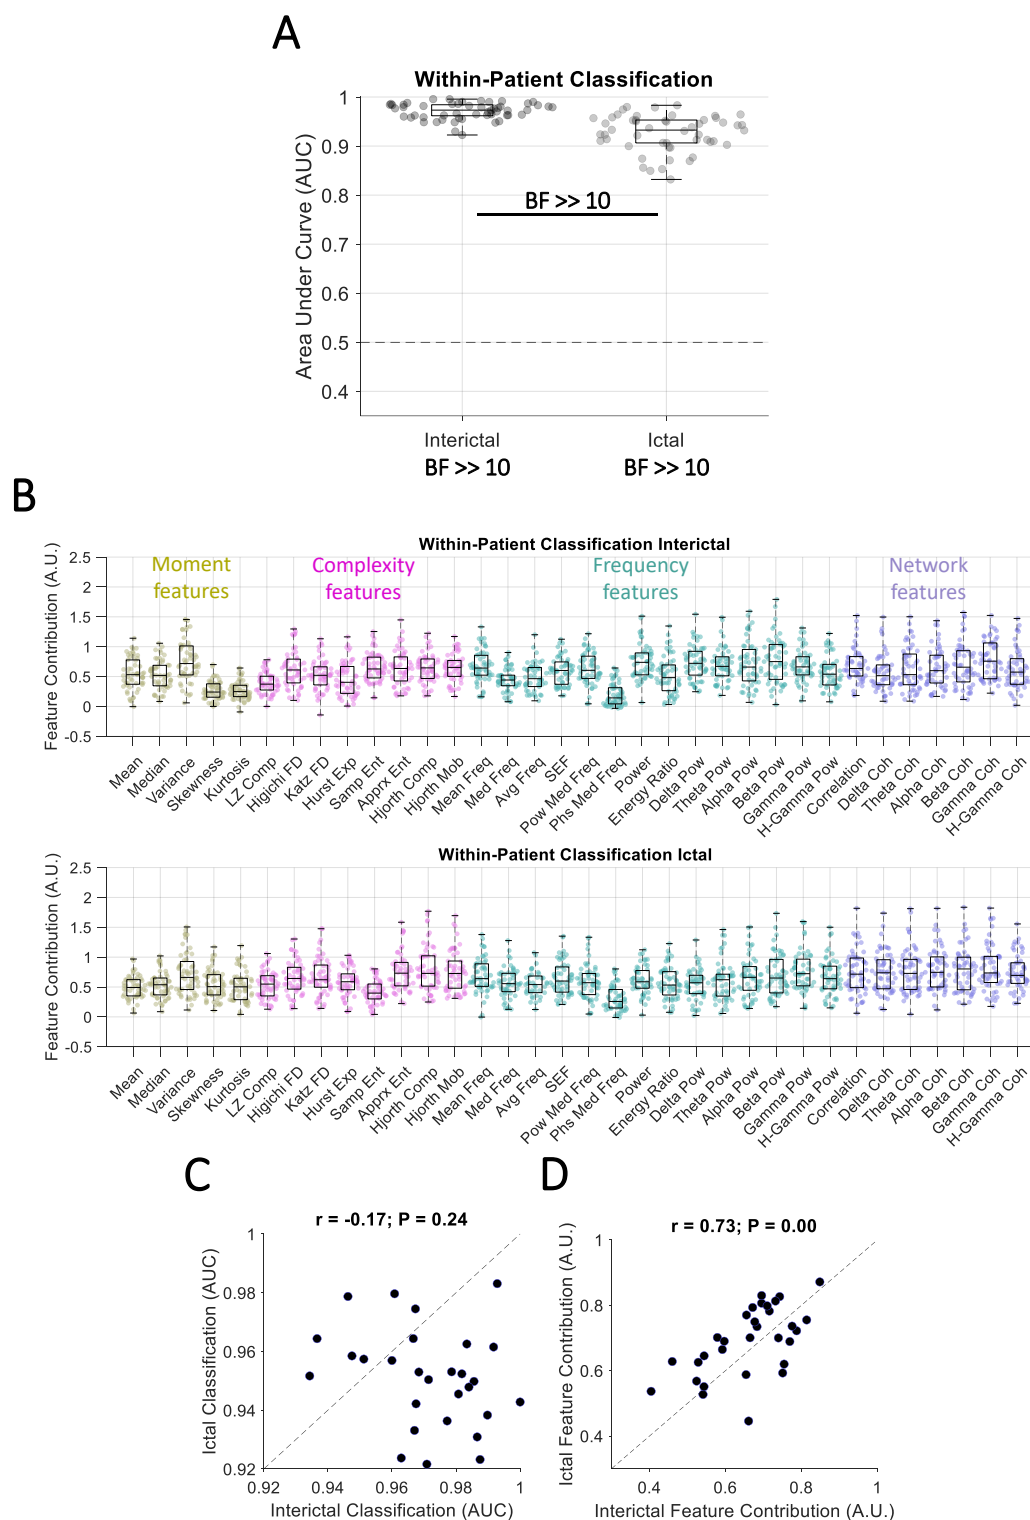 A
Within-Patient Classification
Area Under Curve (AUC)
1
0.9
0.8
0.7
0.6
0.5
0.4
BF >> 10
Interictal
Ictal
BF >> 10
BF >> 10
B
Within-Patient Classification Interictal
Feature Contribution (A.U.)
2.5
2
1.5
1
0.5
0
-0.5
Moment
features
Complexity
features
Frequency
features
Network
features
Mean
Median
Variance
Skewness
Kurtosis
LZ Comp
Higichi FD
Katz FD
Hurst Exp
Samp Ent
Apprx Ent
Hjorth Comp
Hjorth Mob
Mean Freq
Med Freq
Avg Freq
SEF
Pow Med Freq
Phs Med Freq
Power
Energy Ratio
Delta Pow
Theta Pow
Alpha Pow
Beta Pow
Gamma Pow
H-Gamma Pow
Correlation
Delta Coh
Theta Coh
Alpha Coh
Beta Coh
Gamma Coh
H-Gamma Coh
Within-Patient Classification Ictal
Feature Contribution (A.U.)
2.5
2
1.5
1
0.5
0
-0.5
Mean
Median
Variance
Skewness
Kurtosis
LZ Comp
Higichi FD
Katz FD
Hurst Exp
Samp Ent
Apprx Ent
Hjorth Comp
Hjorth Mob
Mean Freq
Med Freq
Avg Freq
SEF
Pow Med Freq
Phs Med Freq
Power
Energy Ratio
Delta Pow
Theta Pow
Alpha Pow
Beta Pow
Gamma Pow
H-Gamma Pow
Correlation
Delta Coh
Theta Coh
Alpha Coh
Beta Coh
Gamma Coh
H-Gamma Coh
C
r = -0.17; P = 0.24
Ictal Classification (AUC)
1
0.98
0.96
0.94
0.92
0.92
0.94
0.96
0.98
1
Interictal Classification (AUC)
D
r = 0.73; P = 0.00
Ictal Feature Contribution (A.U.)
1
0.8
0.6
0.4
0.4
0.6
0.8
1
Interictal Feature Contribution (A.U.)